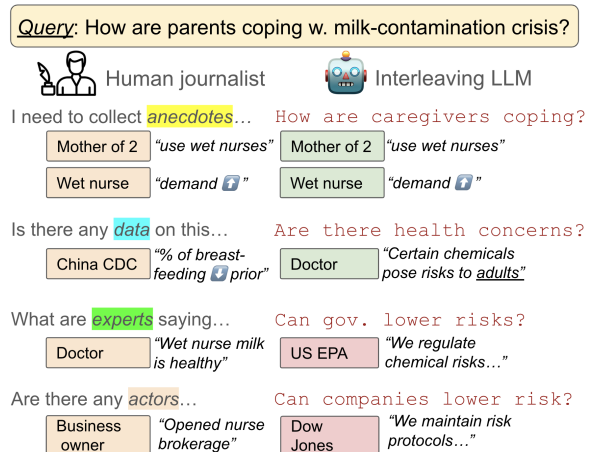 Query: How are parents coping w. milk-contamination crisis?
Human journalist
Interleaving LLM
I need to collect anecdotes…
How are caregivers coping?
Mother of 2
“use wet nurses”
Mother of 2
“use wet nurses”
Wet nurse
“demand ⬆️ ”
Wet nurse
“demand ⬆️ ”
Is there any data on this…
Are there health concerns?
China CDC
“% of breast-
feeding ⬇️ prior”
Doctor
“Certain chemicals
pose risks to adults”
What are experts saying…
Can gov. lower risks?
Doctor
“Wet nurse milk
is healthy”
US EPA
“We regulate
chemical risks…”
Are there any actors…
Can companies lower risk?
Business
owner
“Opened nurse
brokerage”
Dow
Jones
“We maintain risk
protocols…”